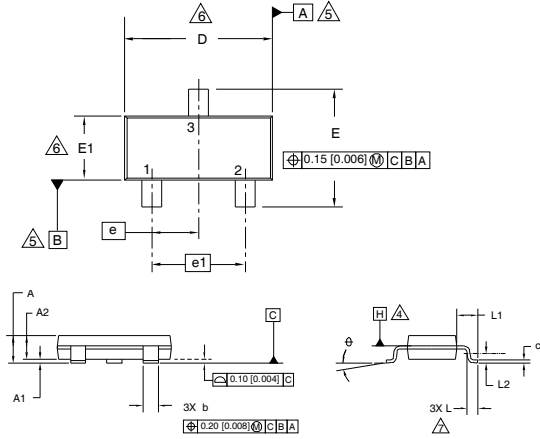 6
D
A 5
3
E
6 E1
1 2
⌖ 0.15 [0.006] Ⓜ C B A
5 B
e
e1
A
A2
C
H 4
L1
θ
c
0.10 [0.004] C
A1
3X b
3X L
L2
⌖ 0.20 [0.008] Ⓜ C B A
7